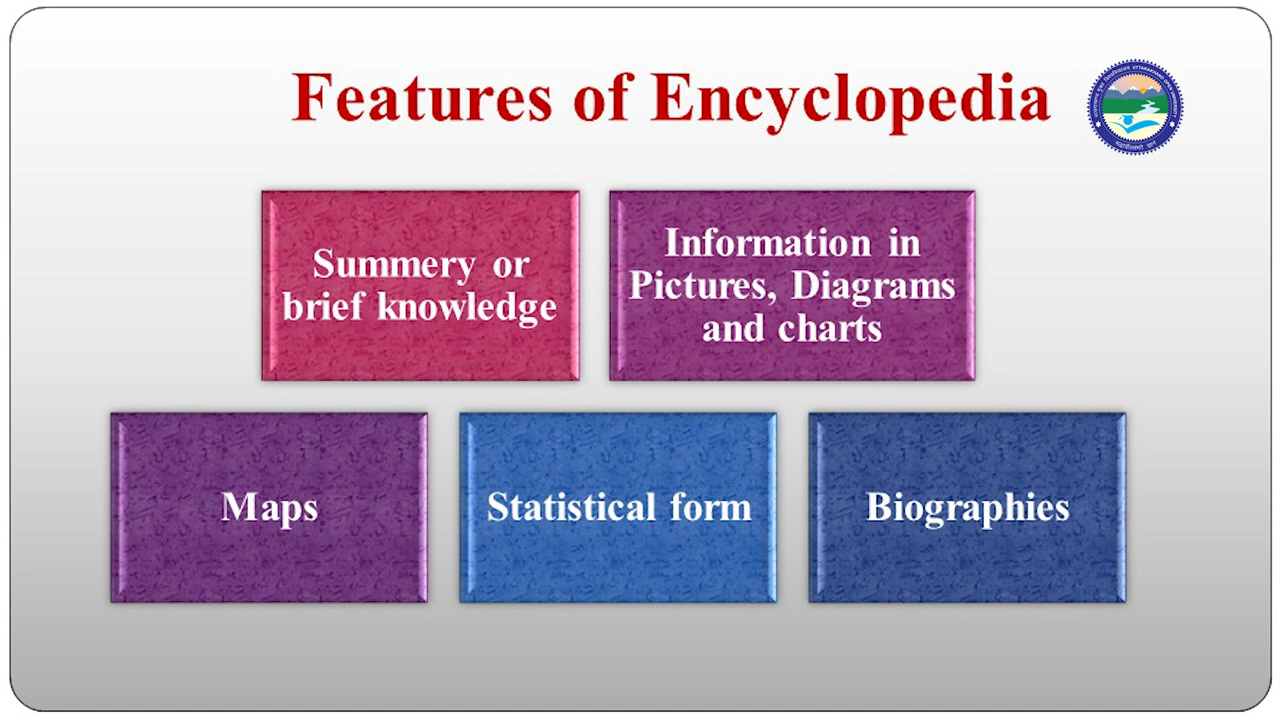 Features of Encyclopedia
Summery or
brief knowledge
Information in
Pictures, Diagrams
and charts
Maps
Statistical form
Biographies